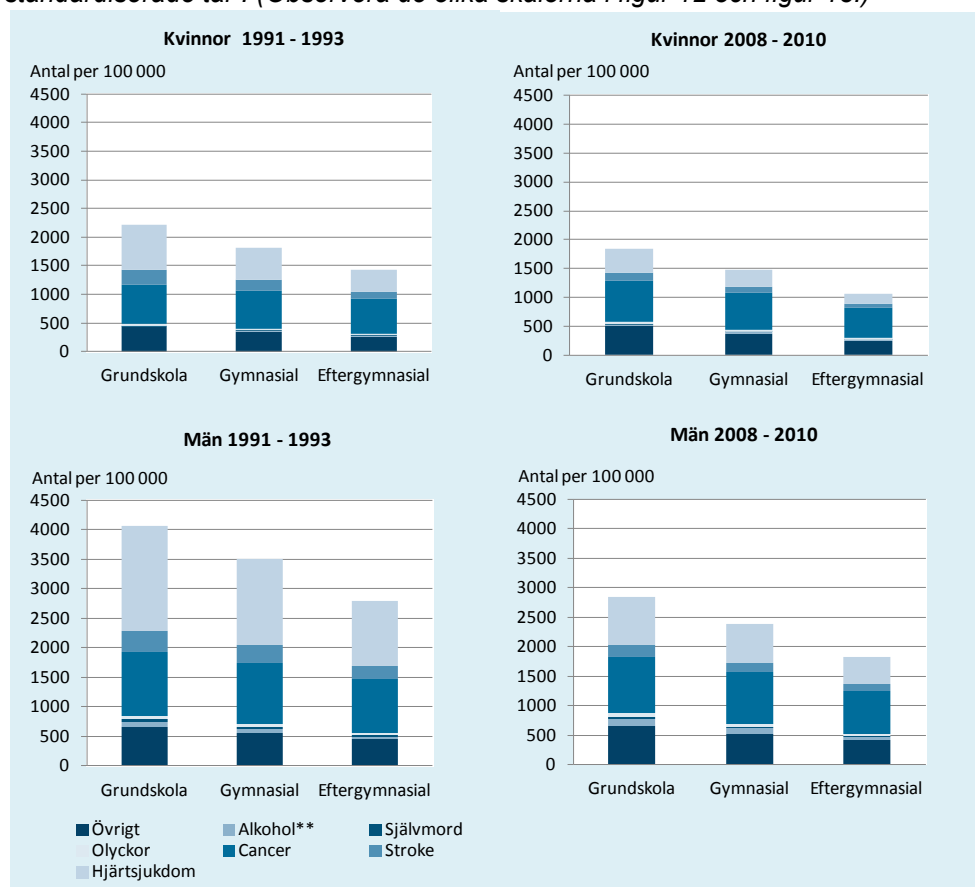 Kvinnor 1991 - 1993
Antal per 100 000
4500
4000
3500
3000
2500
2000
1500
1000
500
0
Grundskola Gymnasial Eftergymnasial
Kvinnor 2008 - 2010
Antal per 100 000
4500
4000
3500
3000
2500
2000
1500
1000
500
0
Grundskola Gymnasial Eftergymnasial
Män 1991 - 1993
Antal per 100 000
4500
4000
3500
3000
2500
2000
1500
1000
500
0
Grundskola Gymnasial Eftergymnasial
Övrigt Alkohol** Självmord
Olyckor Cancer Stroke
Hjärtsjukdom
Män 2008 - 2010
Antal per 100 000
4500
4000
3500
3000
2500
2000
1500
1000
500
0
Grundskola Gymnasial Eftergymnasial